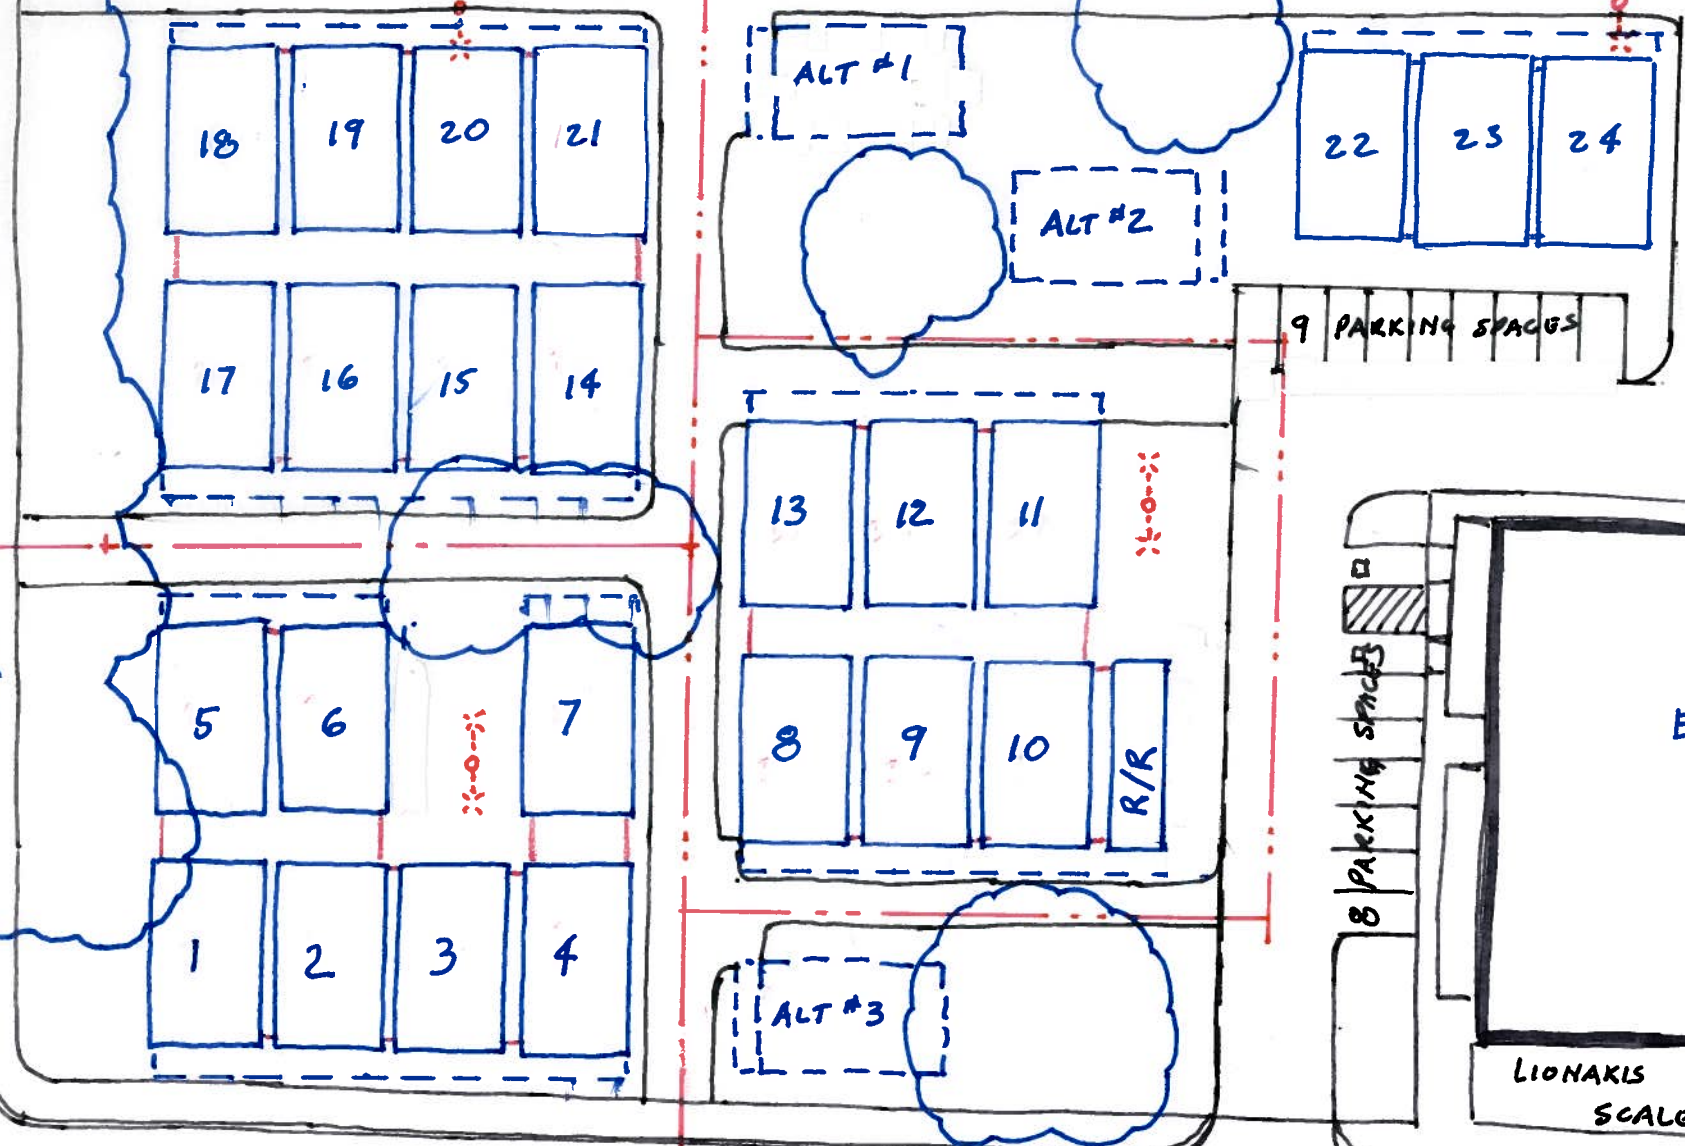 18 19 20 21
ALT #1
22 23 24
ALT #2
9 PARKING SPACES
17 16 15 14
13 12 11
5 6 7
8 9 10 R/R
8 PARKING SPACES
1 2 3 4
ALT #3
LIONAKIS
SCALE